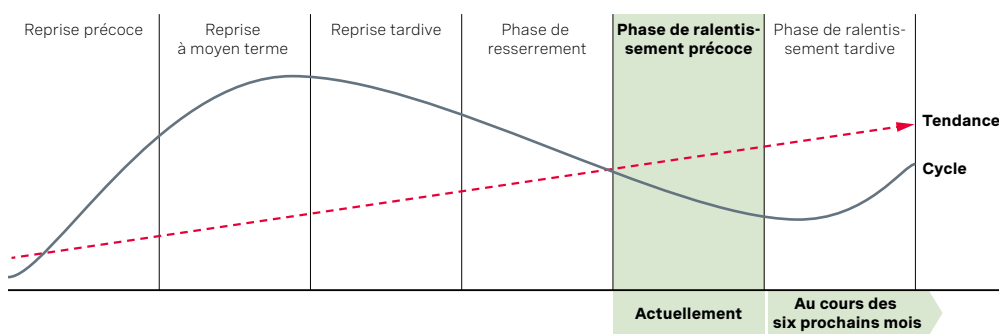 Reprise précoce
Reprise
à moyen terme
Reprise tardive
Phase de
resserrement
Phase de ralentis-
sement précoce
Phase de ralentis-
sement tardive
Tendance
Cycle
Actuellement
Au cours des
six prochains mois